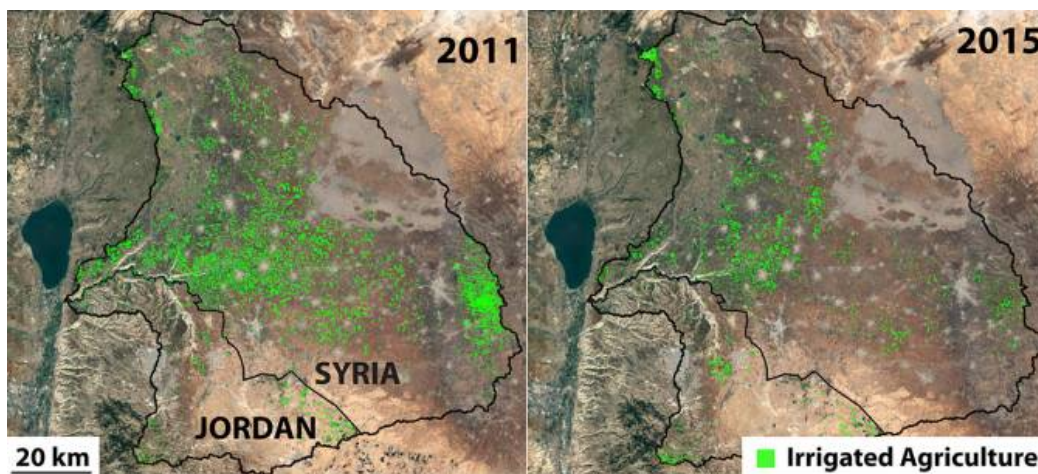 2011
2015
SYRIA
JORDAN
20 km
Irrigated Agriculture